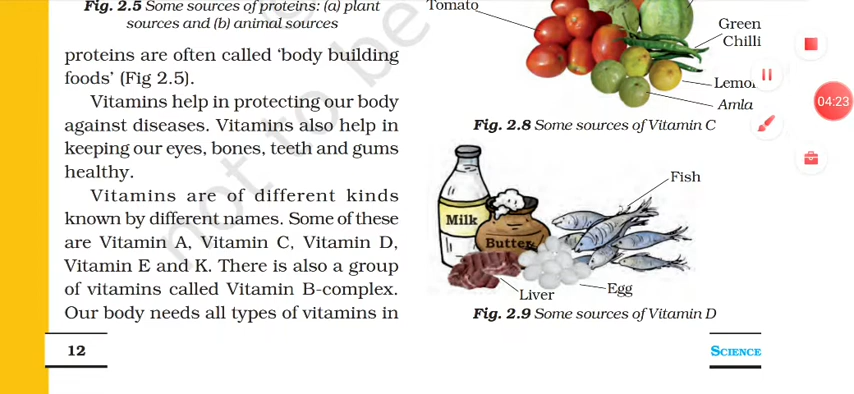 Fig. 2.5 Some sources of proteins: (a) plant
sources and (b) animal sources
proteins are often called ‘body building
foods’ (Fig 2.5).
Vitamins help in protecting our body
against diseases. Vitamins also help in
keeping our eyes, bones, teeth and gums
healthy.
Vitamins are of different kinds
known by different names. Some of these
are Vitamin A, Vitamin C, Vitamin D,
Vitamin E and K. There is also a group
of vitamins called Vitamin B-complex.
Our body needs all types of vitamins in
12
Tomato
Green
Chilli
Lemon
Amla
Fig. 2.8 Some sources of Vitamin C
Fish
Milk
Butter
Liver
Egg
Fig. 2.9 Some sources of Vitamin D
SCIENCE
not to be
04:23